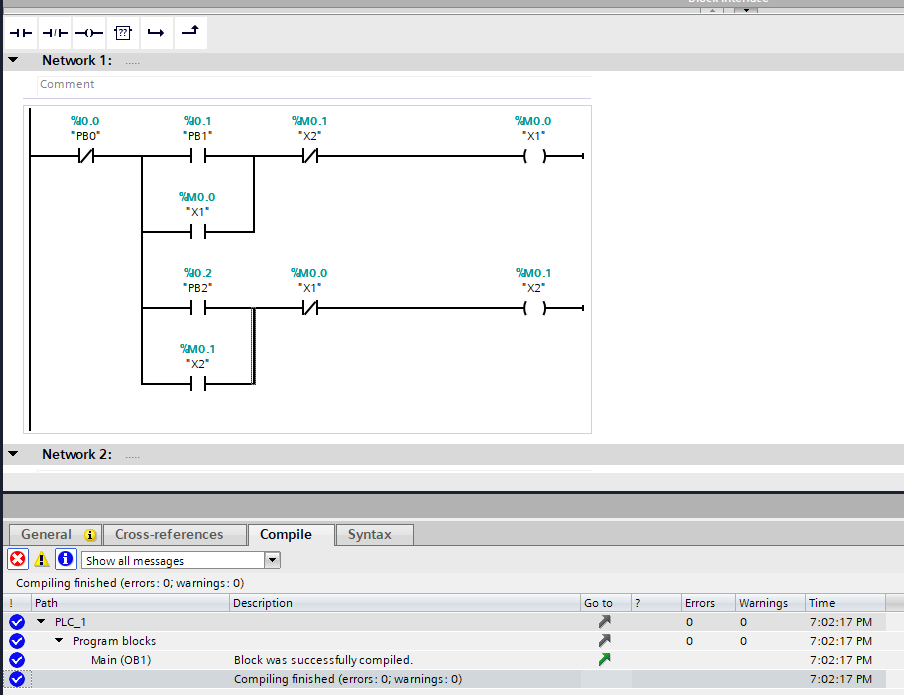 Block interface
??
Network 1: .....
Comment
%I0.0 %I0.1 %M0.1 %M0.0
"PB0" "PB1" "X2" "X1"
%M0.0
"X1"
%I0.2 %M0.0 %M0.1
"PB2" "X1" "X2"
%M0.1
"X2"
Network 2: .....
General Cross-references Compile Syntax
Show all messages
Compiling finished (errors: 0; warnings: 0)
! Path Description Go to ? Errors Warnings Time
PLC_1 0 0 7:02:17 PM
Program blocks 0 0 7:02:17 PM
Main (OB1) Block was successfully compiled. 7:02:17 PM
Compiling finished (errors: 0; warnings: 0) 7:02:17 PM